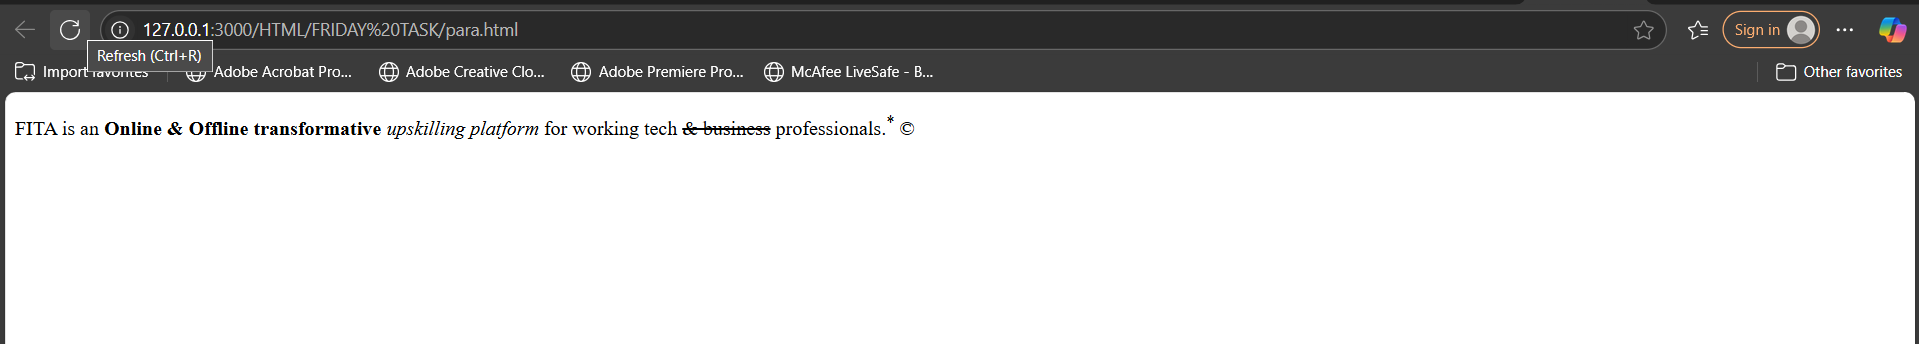 127.0.0.1:3000/HTML/FRIDAY%20TASK/para.html
Sign in
Refresh (Ctrl+R)
Import favorites
Adobe Acrobat Pro...
Adobe Creative Clo...
Adobe Premiere Pro...
McAfee LiveSafe - B...
Other favorites
FITA is an Online & Offline transformative upskilling platform for working tech & business professionals.* ©